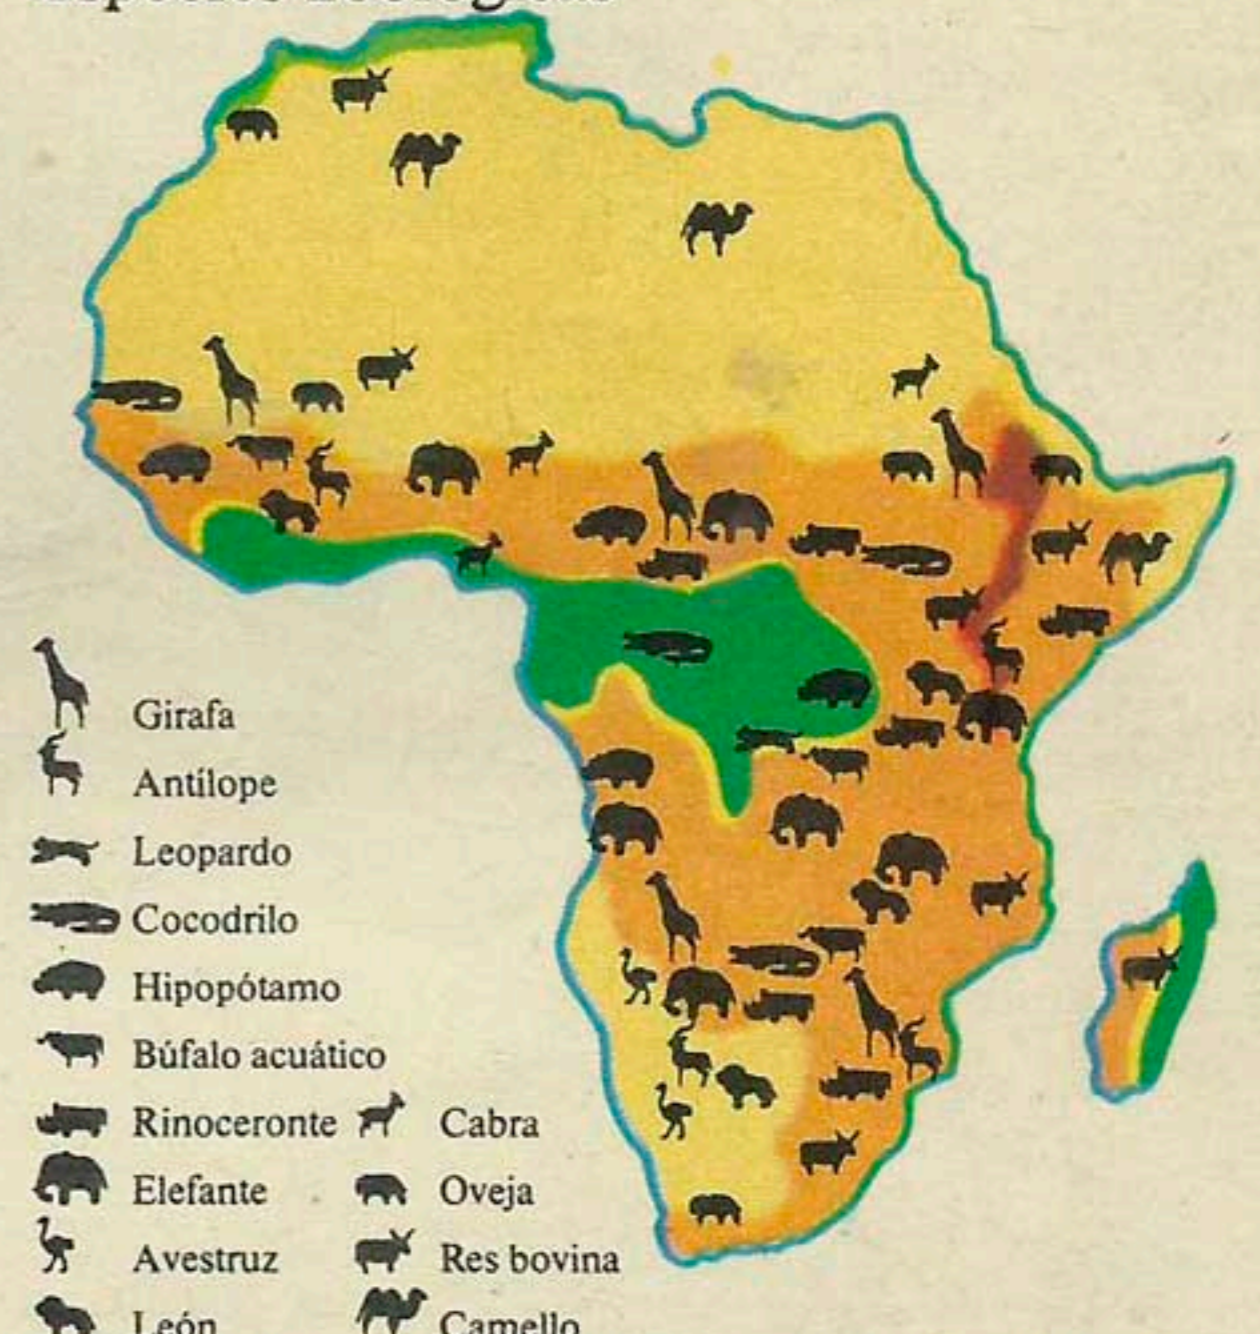 Girafa
Antílope
Leopardo
Cocodrilo
Hipopótamo
Búfalo acuático
Rinoceronte
Elefante
Avestruz
León
Cabra
Oveja
Res bovina
Camello